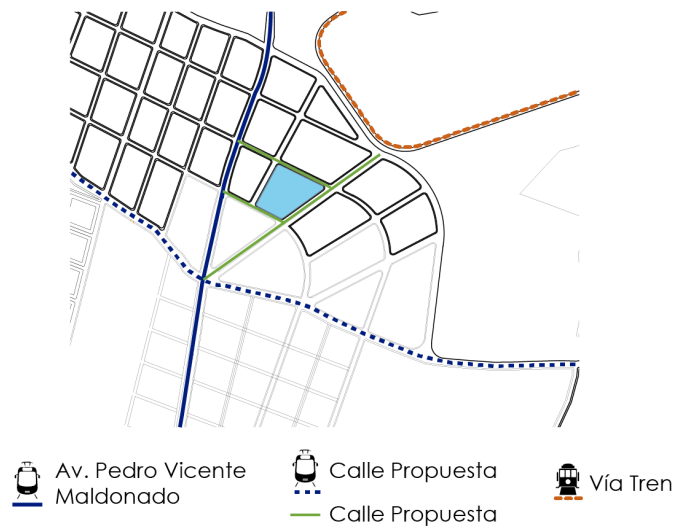 Av. Pedro Vicente
Maldonado
Calle Propuesta
Calle Propuesta
Vía Tren